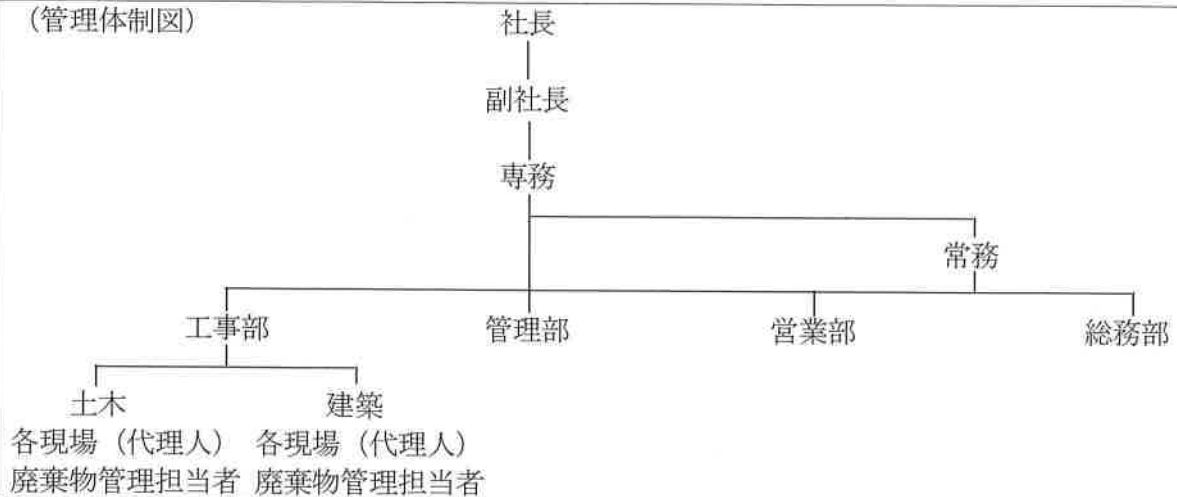 (管理体制図)
社長
副社長
専務
常務
工事部 管理部 営業部 総務部
土木 建築
各現場(代理人) 各現場(代理人)
廃棄物管理担当者 廃棄物管理担当者